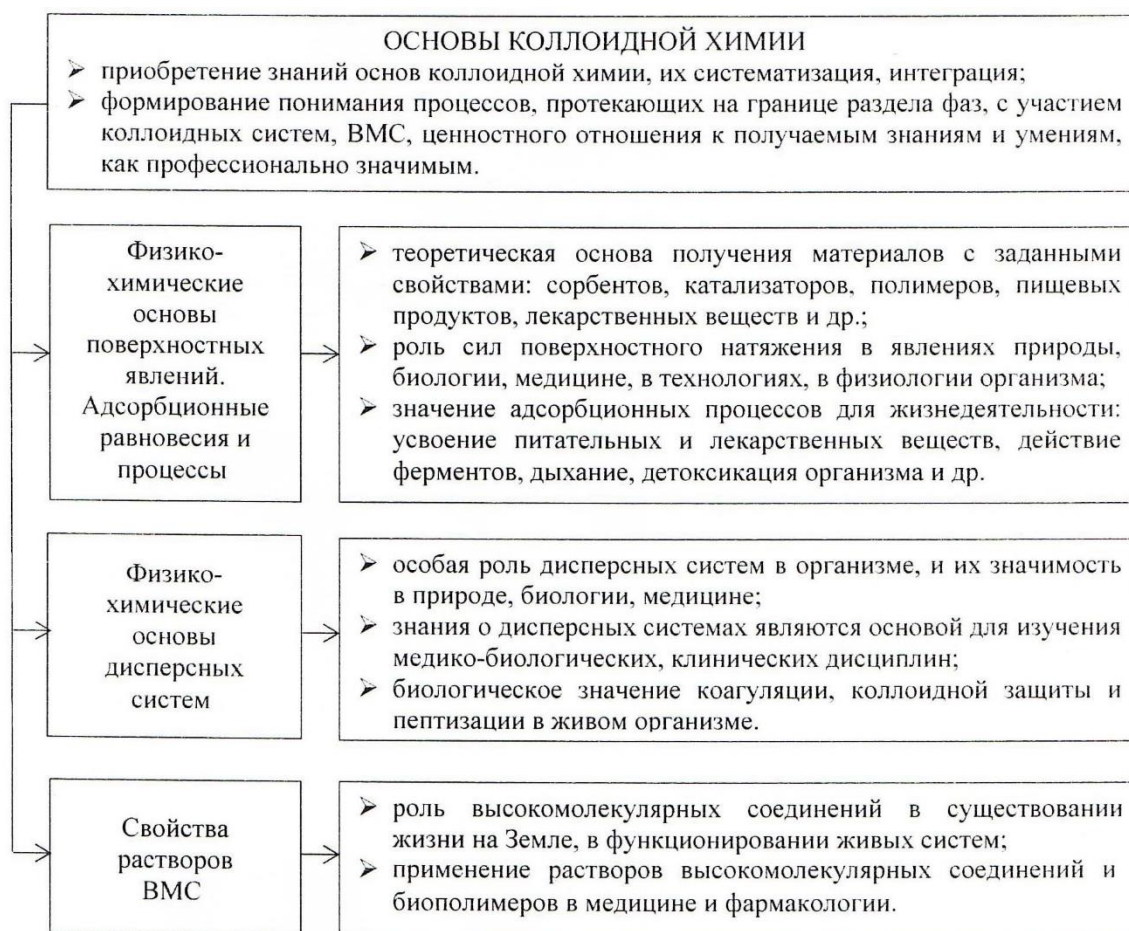 ОСНОВЫ КОЛЛОИДНОЙ ХИМИИ
➢ приобретение знаний основ коллоидной химии, их систематизация, интеграция;
➢ формирование понимания процессов, протекающих на границе раздела фаз, с участием
коллоидных систем, ВМС, ценностного отношения к получаемым знаниям и умениям,
как профессионально значимым.
Физико-
химические
основы
поверхностных
явлений.
Адсорбционные
равновесия и
процессы
➢ теоретическая основа получения материалов с заданными
свойствами: сорбентов, катализаторов, полимеров, пищевых
продуктов, лекарственных веществ и др.;
➢ роль сил поверхностного натяжения в явлениях природы,
биологии, медицине, в технологиях, в физиологии организма;
➢ значение адсорбционных процессов для жизнедеятельности:
усвоение питательных и лекарственных веществ, действие
ферментов, дыхание, детоксикация организма и др.
Физико-
химические
основы
дисперсных
систем
➢ особая роль дисперсных систем в организме, и их значимость
в природе, биологии, медицине;
➢ знания о дисперсных системах являются основой для изучения
медико-биологических, клинических дисциплин;
➢ биологическое значение коагуляции, коллоидной защиты и
пептизации в живом организме.
Свойства
растворов
ВМС
➢ роль высокомолекулярных соединений в существовании
жизни на Земле, в функционировании живых систем;
➢ применение растворов высокомолекулярных соединений и
биополимеров в медицине и фармакологии.